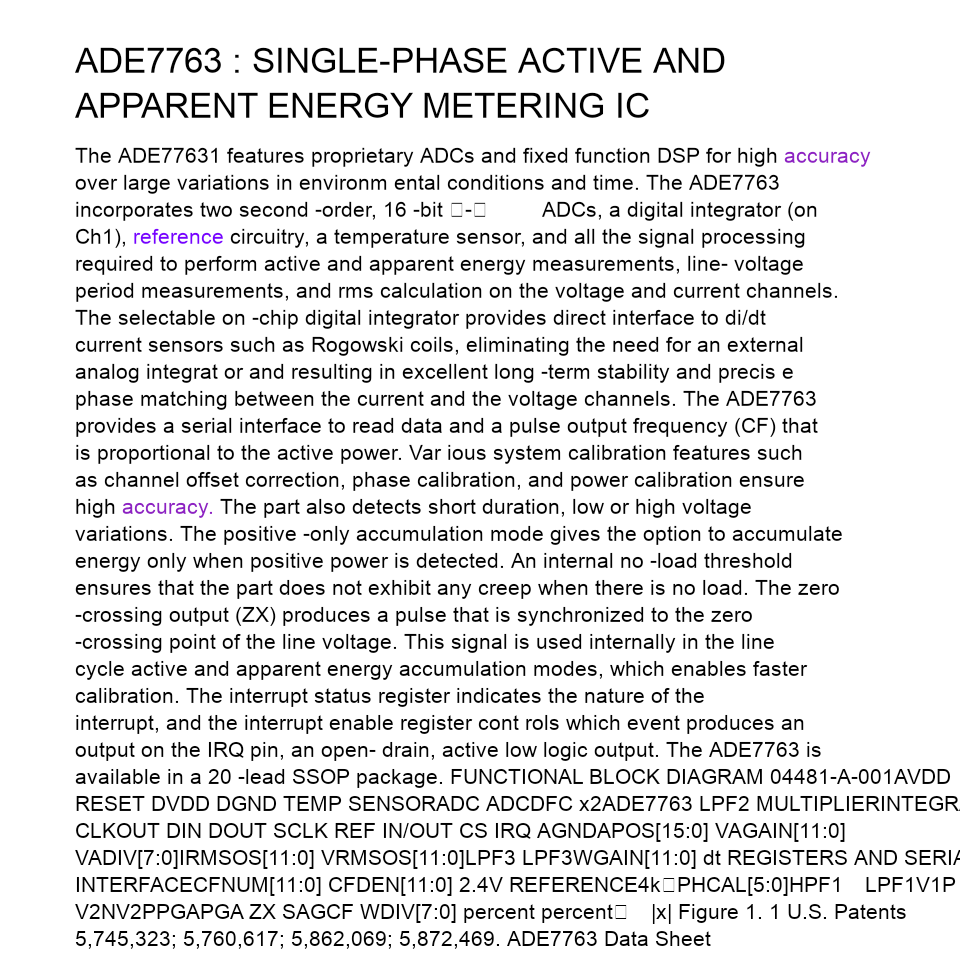 ADE7763 : SINGLE-PHASE ACTIVE AND
APPARENT ENERGY METERING IC
The ADE77631 features proprietary ADCs and fixed function DSP for high accuracy
over large variations in environm ental conditions and time. The ADE7763
incorporates two second -order, 16 -bit □-□ ADCs, a digital integrator (on
Ch1), reference circuitry, a temperature sensor, and all the signal processing
required to perform active and apparent energy measurements, line- voltage
period measurements, and rms calculation on the voltage and current channels.
The selectable on -chip digital integrator provides direct interface to di/dt
current sensors such as Rogowski coils, eliminating the need for an external
analog integrat or and resulting in excellent long -term stability and precis e
phase matching between the current and the voltage channels. The ADE7763
provides a serial interface to read data and a pulse output frequency (CF) that
is proportional to the active power. Var ious system calibration features such
as channel offset correction, phase calibration, and power calibration ensure
high accuracy. The part also detects short duration, low or high voltage
variations. The positive -only accumulation mode gives the option to accumulate
energy only when positive power is detected. An internal no -load threshold
ensures that the part does not exhibit any creep when there is no load. The zero
-crossing output (ZX) produces a pulse that is synchronized to the zero
-crossing point of the line voltage. This signal is used internally in the line
cycle active and apparent energy accumulation modes, which enables faster
calibration. The interrupt status register indicates the nature of the
interrupt, and the interrupt enable register cont rols which event produces an
output on the IRQ pin, an open- drain, active low logic output. The ADE7763 is
available in a 20 -lead SSOP package. FUNCTIONAL BLOCK DIAGRAM 04481-A-001AVDD
RESET DVDD DGND TEMP SENSORADC ADCDFC x2ADE7763 LPF2 MULTIPLIERINTEGRA
CLKOUT DIN DOUT SCLK REF IN/OUT CS IRQ AGNDAPOS[15:0] VAGAIN[11:0]
VADIV[7:0]IRMSOS[11:0] VRMSOS[11:0]LPF3 LPF3WGAIN[11:0] dt REGISTERS AND SERIA
INTERFACECFNUM[11:0] CFDEN[11:0] 2.4V REFERENCE4k□PHCAL[5:0]HPF1 LPF1V1P
V2NV2PPGAPGA ZX SAGCF WDIV[7:0] percent percent□ |x| Figure 1. 1 U.S. Patents
5,745,323; 5,760,617; 5,862,069; 5,872,469. ADE7763 Data Sheet